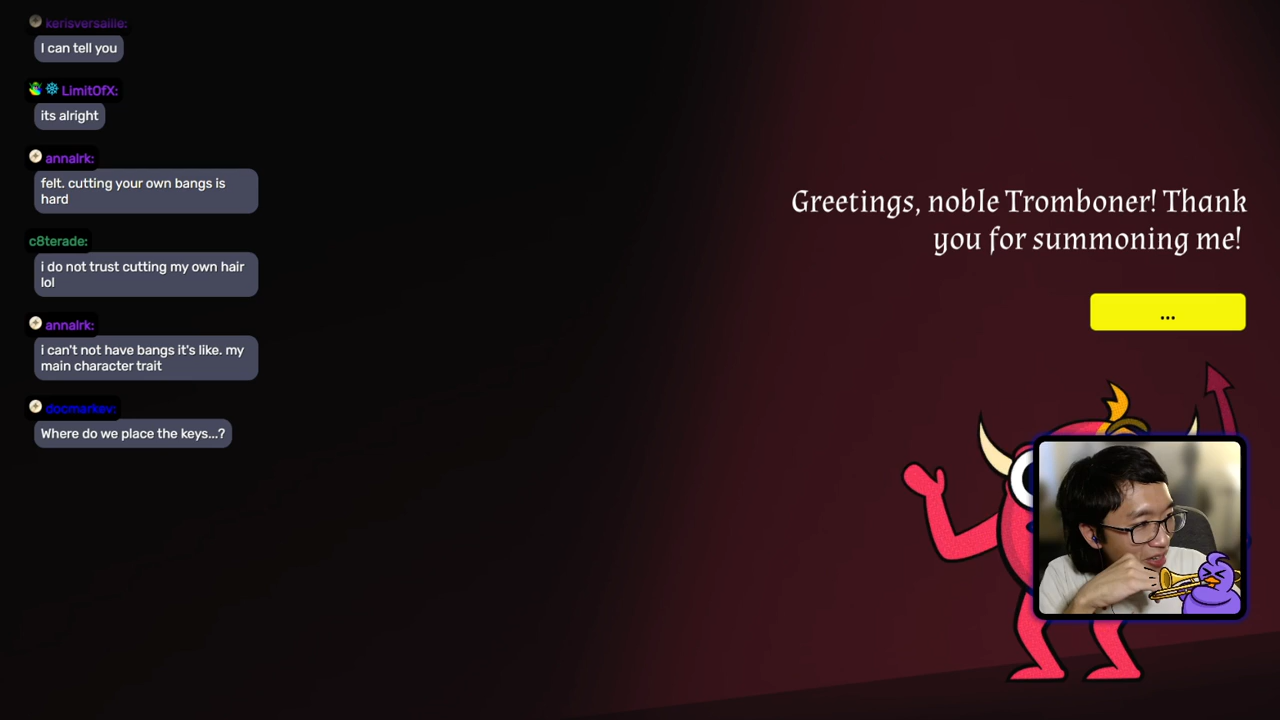 kerisversaille:
I can tell you
LimitOfX:
its alright
annalrk:
felt. cutting your own bangs is
hard
c8terade:
i do not trust cutting my own hair
lol
annalrk:
i can't not have bangs it's like. my
main character trait
docmarkev:
Where do we place the keys...?
Greetings, noble Tromboner! Thank
you for summoning me!
...